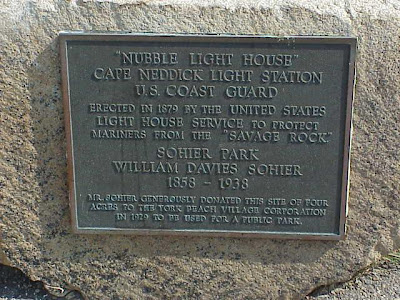 "NUBBLE LIGHT HOUSE"
CAPE NEDDICK LIGHT STATION
U.S. COAST GUARD
ERECTED IN 1879 BY THE UNITED STATES
LIGHT HOUSE SERVICE TO PROTECT
MARINERS FROM THE "SAVAGE ROCK."
SOHIER PARK
WILLIAM DAVIES SOHIER
1858 - 1938
MR. SOHIER GENEROUSLY DONATED THIS SITE OF FOUR
ACRES TO THE YORK BEACH VILLAGE CORPORATION
IN 1929 TO BE USED FOR A PUBLIC PARK.